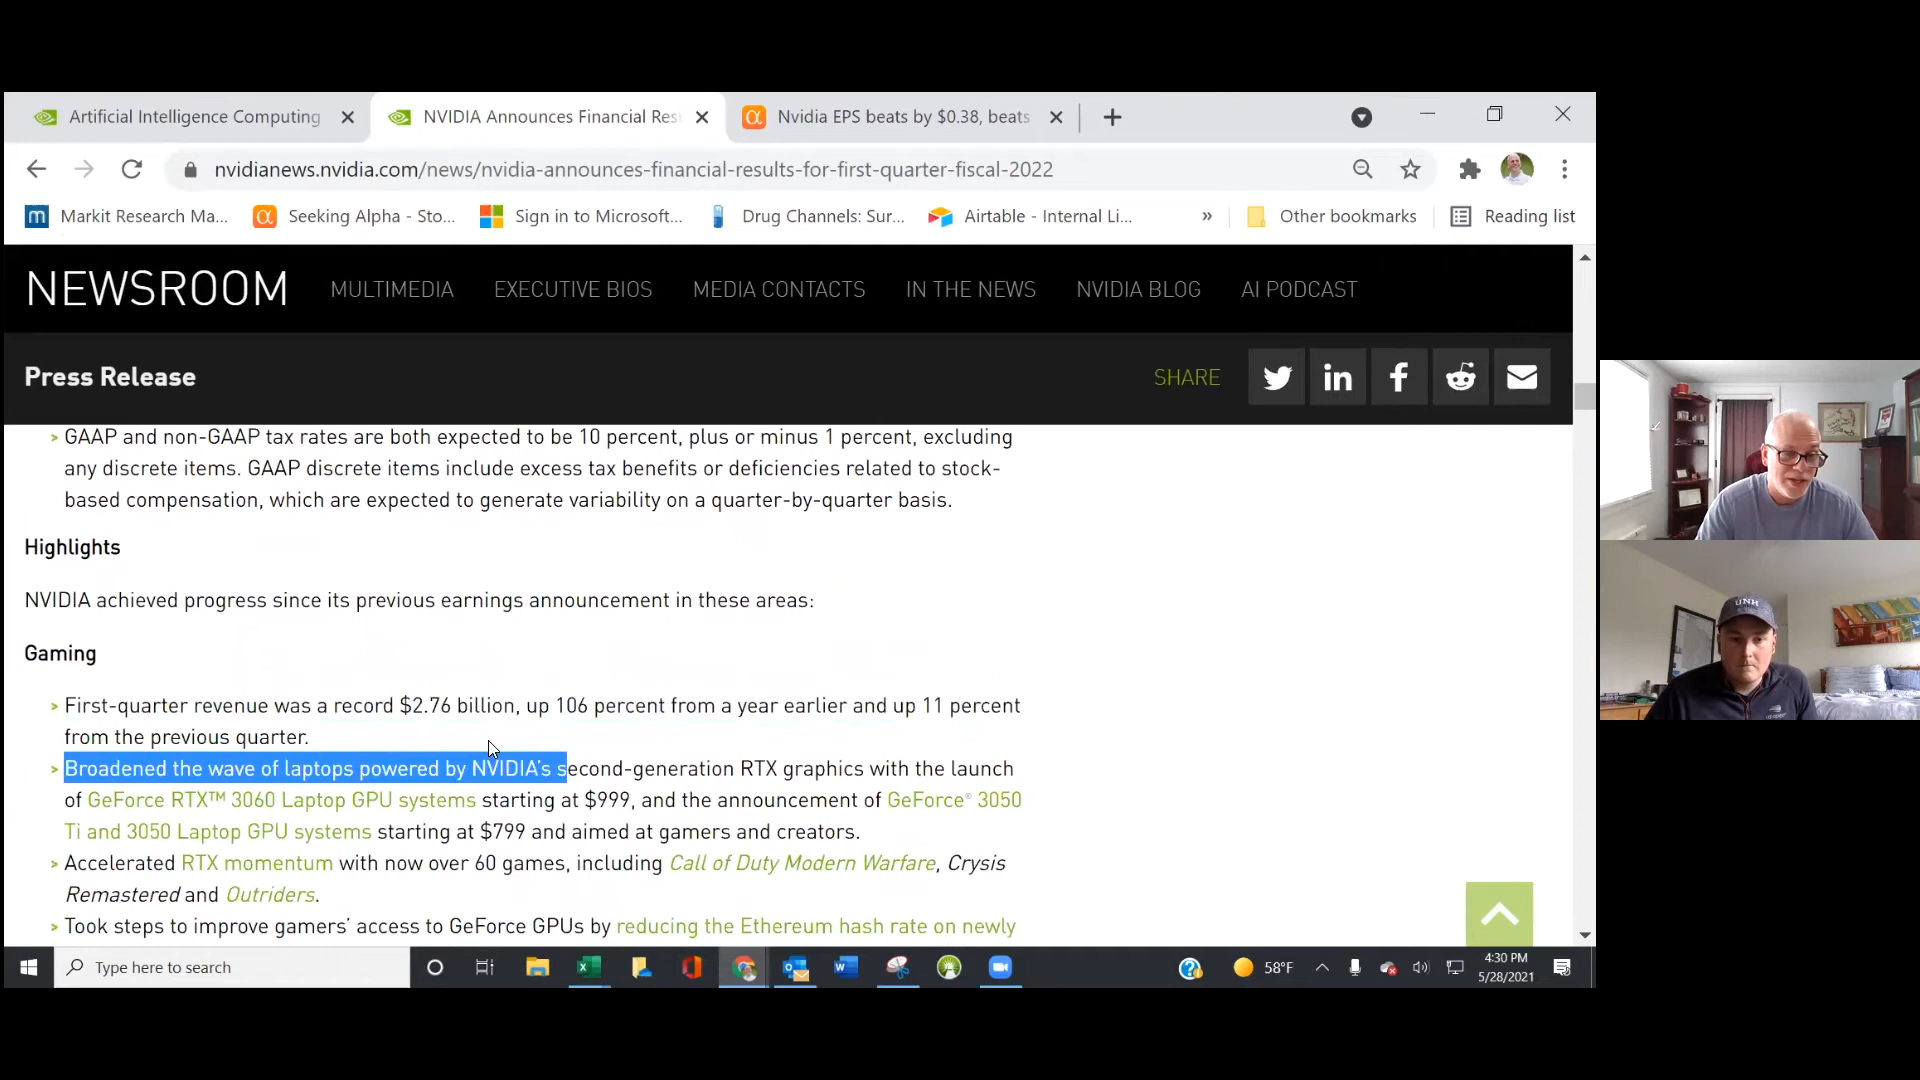 Artificial Intelligence Computing
NVIDIA Announces Financial Res
Nvidia EPS beats by $0.38, beats
nvidianews.nvidia.com/news/nvidia-announces-financial-results-for-first-quarter-fiscal-2022
Markit Research Ma...
Seeking Alpha - Sto...
Sign in to Microsoft...
Drug Channels: Sur...
Airtable - Internal Li...
»
Other bookmarks
Reading list
NEWSROOM
MULTIMEDIA
EXECUTIVE BIOS
MEDIA CONTACTS
IN THE NEWS
NVIDIA BLOG
AI PODCAST
Press Release
SHARE
> GAAP and non-GAAP tax rates are both expected to be 10 percent, plus or minus 1 percent, excluding
any discrete items. GAAP discrete items include excess tax benefits or deficiencies related to stock-
based compensation, which are expected to generate variability on a quarter-by-quarter basis.
Highlights
NVIDIA achieved progress since its previous earnings announcement in these areas:
Gaming
> First-quarter revenue was a record $2.76 billion, up 106 percent from a year earlier and up 11 percent
from the previous quarter.
> Broadened the wave of laptops powered by NVIDIA's second-generation RTX graphics with the launch
of GeForce RTX™ 3060 Laptop GPU systems starting at $999, and the announcement of GeForce® 3050
Ti and 3050 Laptop GPU systems starting at $799 and aimed at gamers and creators.
> Accelerated RTX momentum with now over 60 games, including Call of Duty Modern Warfare, Crysis
Remastered and Outriders.
> Took steps to improve gamers' access to GeForce GPUs by reducing the Ethereum hash rate on newly
Type here to search
58°F
4:30 PM
5/28/2021
UNH